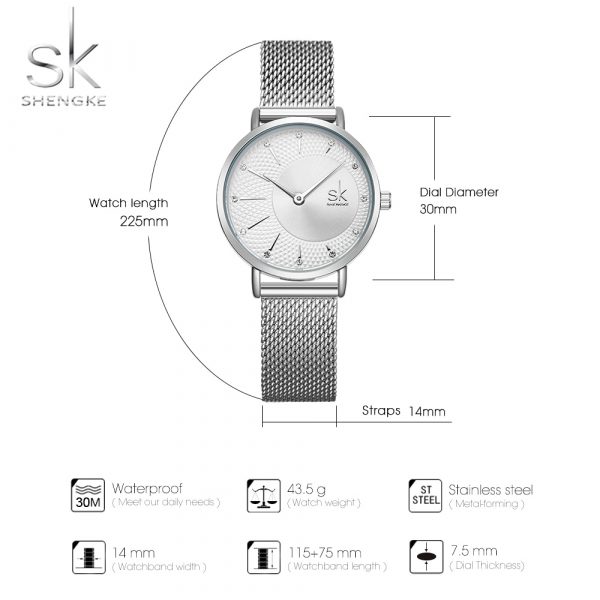 sk
SHENGKE
Watch length
225mm
sk
SHENGKE
Dial Diameter
30mm
Straps 14mm
30M
Waterproof
( Meet our daily needs )
43.5 g
( Watch weight )
ST
STEEL
Stainless steel
( Metal-forming )
14 mm
( Watchband width )
115+75 mm
( Watchband length )
7.5 mm
( Dial Thickness)